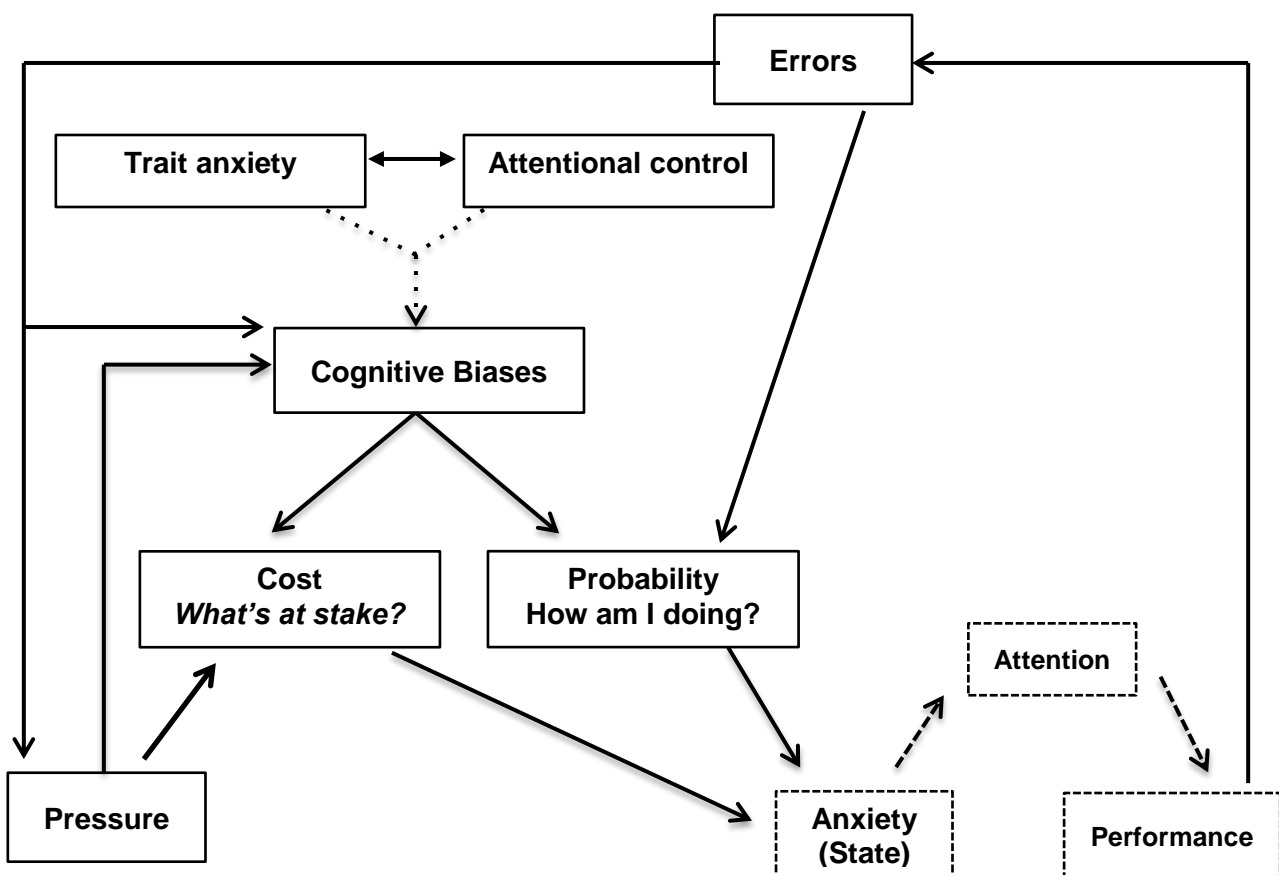 Errors
Trait anxiety
Attentional control
Cognitive Biases
Cost
What’s at stake?
Probability
How am I doing?
Attention
Pressure
Anxiety
(State)
Performance